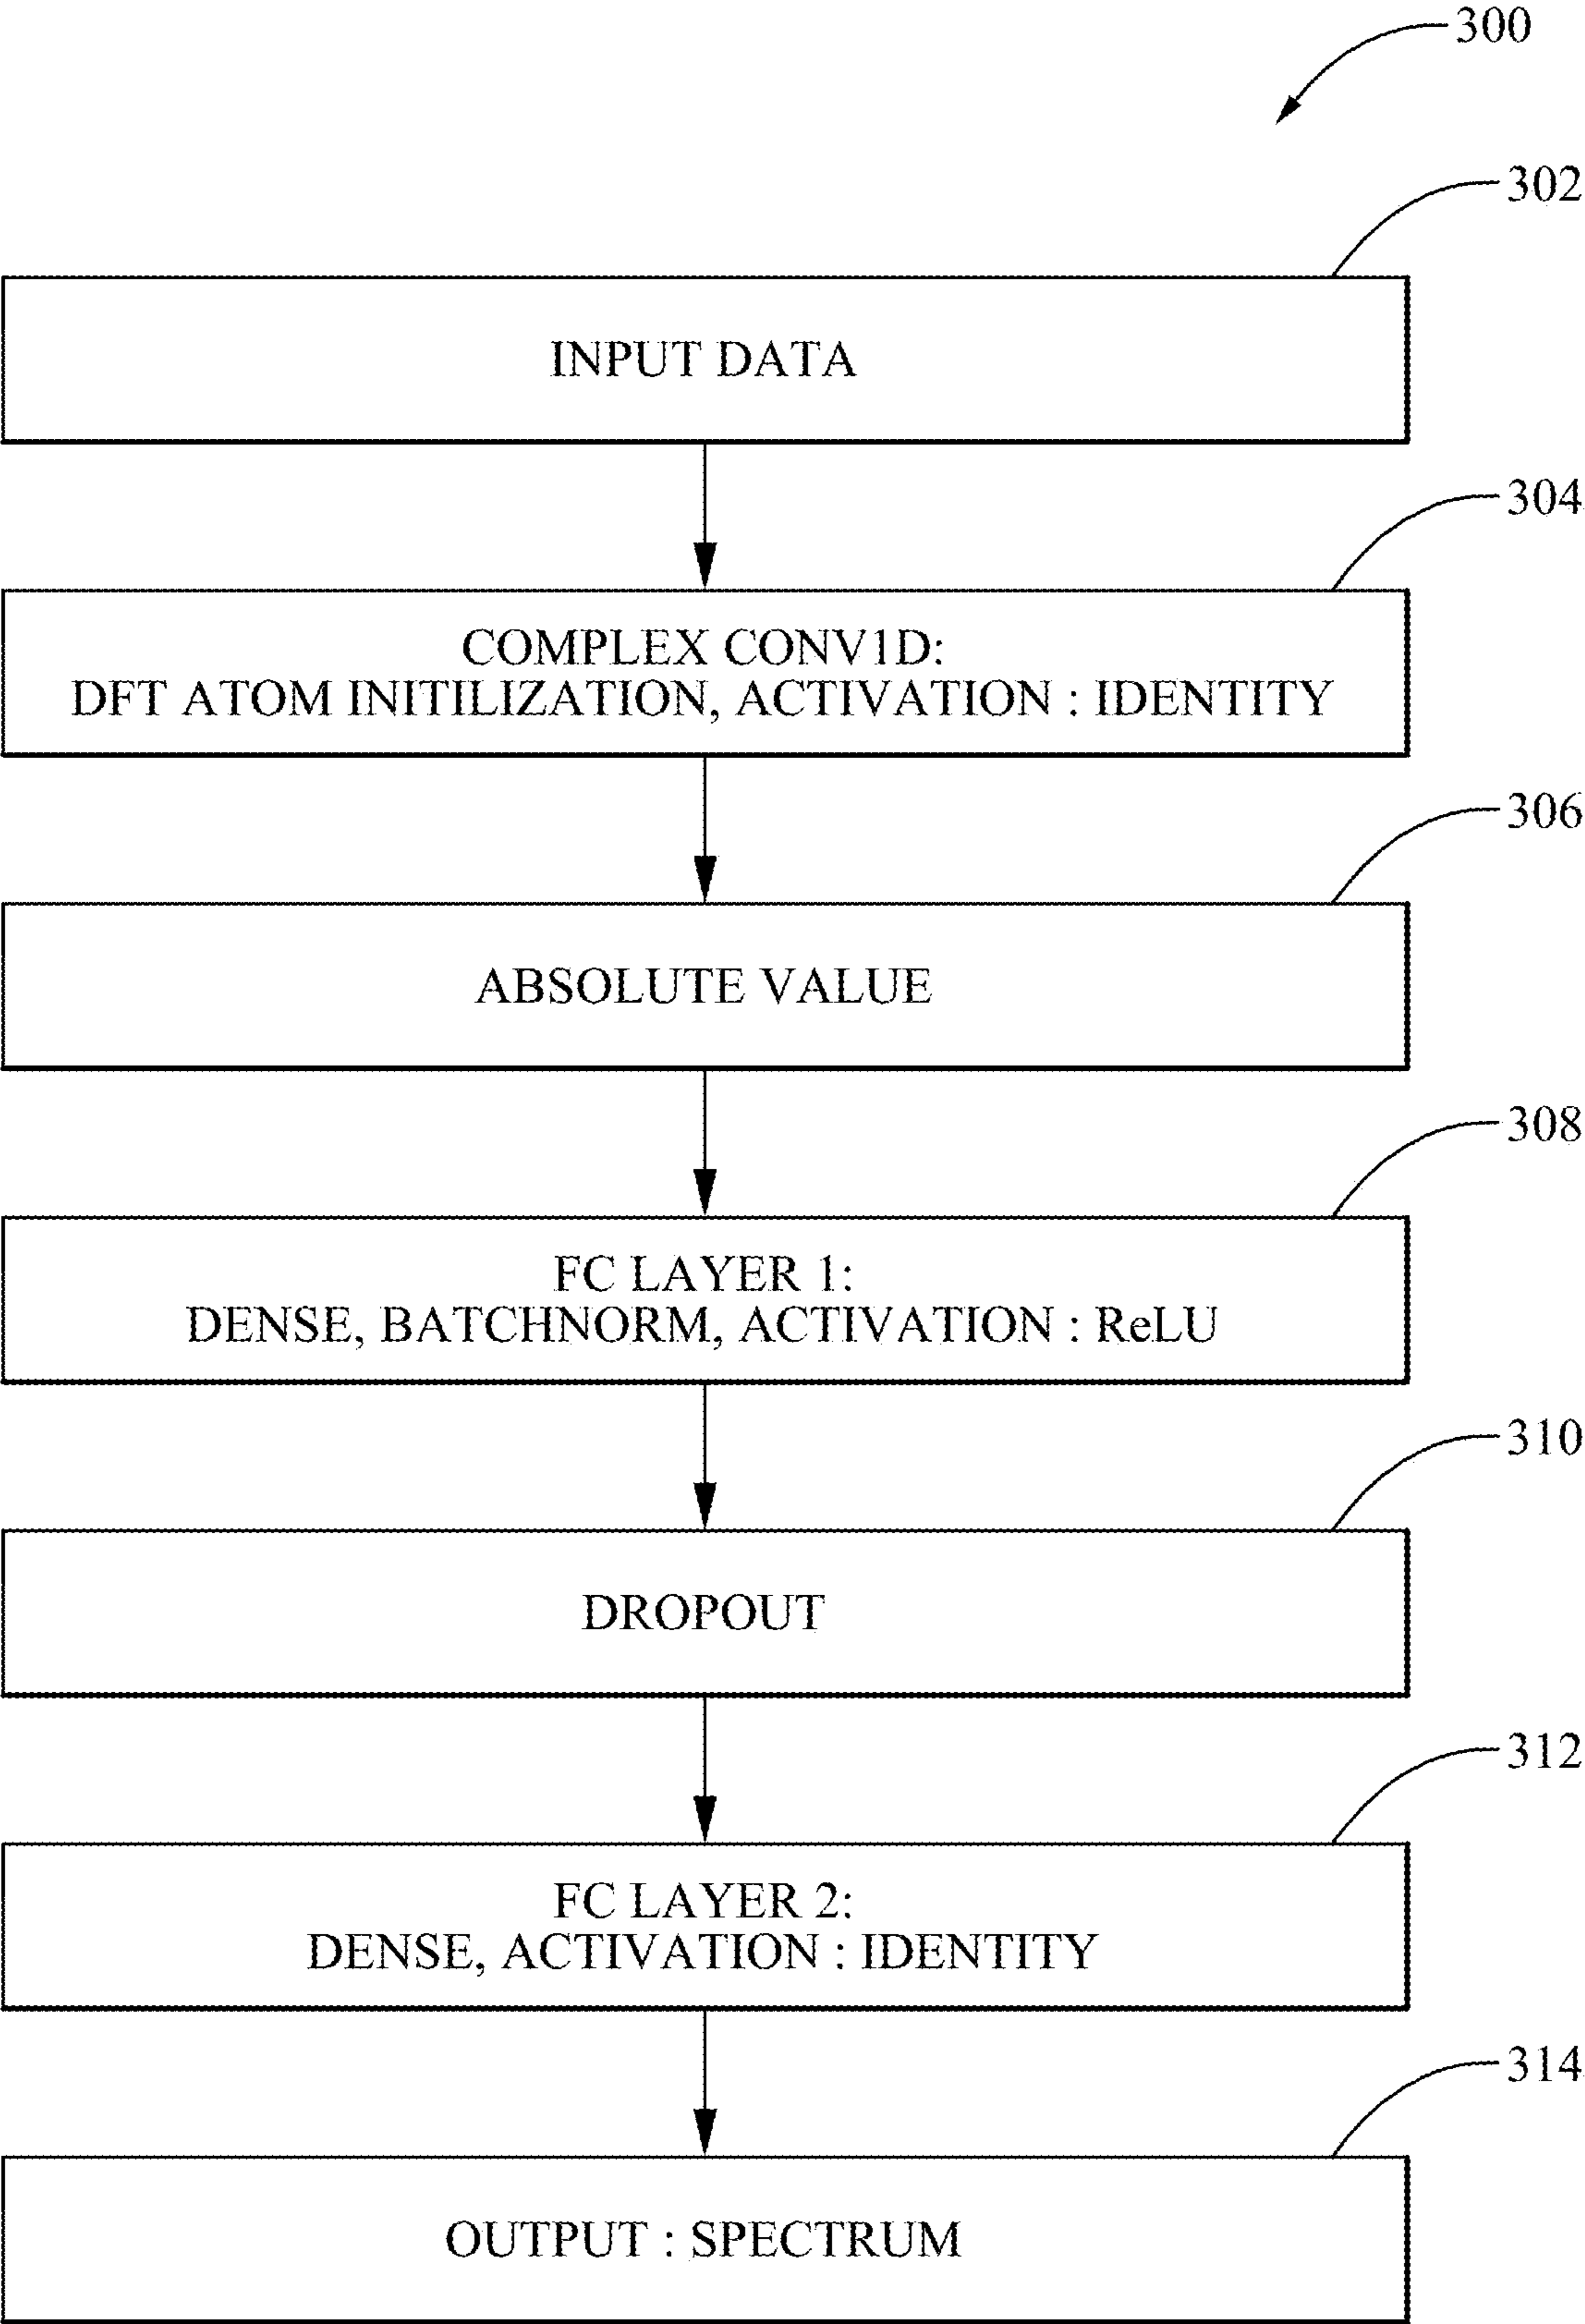 300
302
INPUT DATA
304
COMPLEX CONV1D:
DFT ATOM INITILIZATION, ACTIVATION : IDENTITY
306
ABSOLUTE VALUE
308
FC LAYER 1:
DENSE, BATCHNORM, ACTIVATION : ReLU
310
DROPOUT
312
FC LAYER 2:
DENSE, ACTIVATION : IDENTITY
314
OUTPUT : SPECTRUM